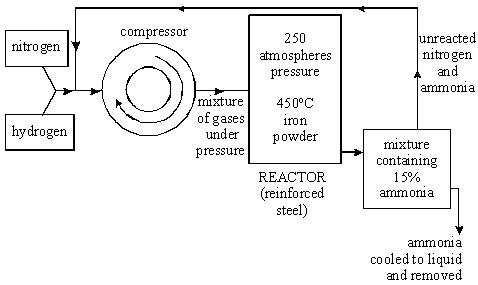 nitrogen
hydrogen
compressor
mixture
of gases
under
pressure
250
atmospheres
pressure
450°C
iron
powder
REACTOR
(reinforced
steel)
unreacted
nitrogen
and
ammonia
mixture
containing
15%
ammonia
ammonia
cooled to liquid
and removed